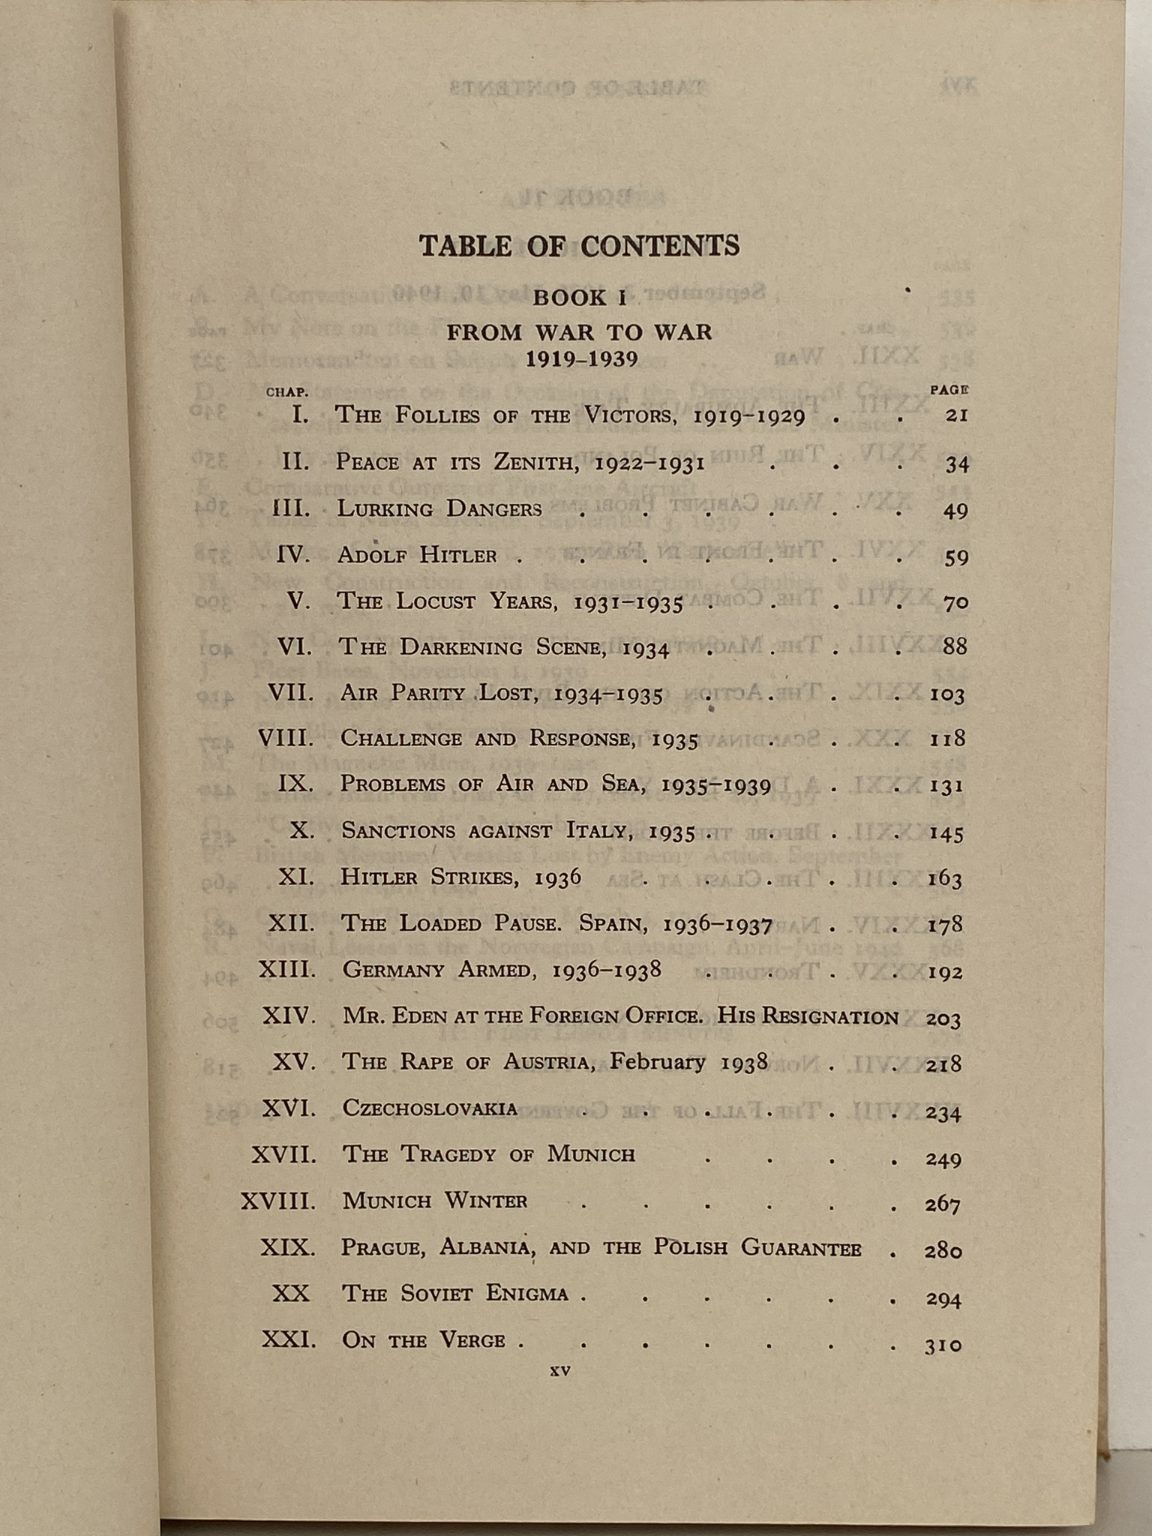 TABLE OF CONTENTS
BOOK I
FROM WAR TO WAR
1919–1939
CHAP. PAGE
I. The Follies of the Victors, 1919–1929 . . 21
II. Peace at its Zenith, 1922–1931 . . . 34
III. Lurking Dangers . . . . . . 49
IV. Adolf Hitler . . . . . . . 59
V. The Locust Years, 1931–1935 . . . . 70
VI. The Darkening Scene, 1934 . . . . 88
VII. Air Parity Lost, 1934–1935 . . . . 103
VIII. Challenge and Response, 1935 . . . 118
IX. Problems of Air and Sea, 1935–1939 . . 131
X. Sanctions against Italy, 1935 . . . . 145
XI. Hitler Strikes, 1936 . . . . . 163
XII. The Loaded Pause. Spain, 1936–1937 . . 178
XIII. Germany Armed, 1936–1938 . . . . 192
XIV. Mr. Eden at the Foreign Office. His Resignation 203
XV. The Rape of Austria, February 1938 . . 218
XVI. Czechoslovakia . . . . . . 234
XVII. The Tragedy of Munich . . . . 249
XVIII. Munich Winter . . . . . . 267
XIX. Prague, Albania, and the Polish Guarantee . 280
XX The Soviet Enigma . . . . . . 294
XXI. On the Verge . . . . . . . 310
xv